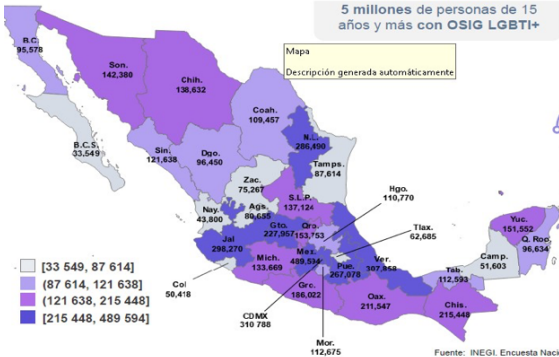 5 millones de personas de 15
años y más con OSIG LGBTI+
Mapa
Descripción generada automáticamente
B.C.
95,578
Son.
142,380
Chih.
138,632
Coah.
109,457
N.L.
286,490
B.C.S.
33,549
Sin.
121,638
Dgo.
96,450
Tamps.
87,614
Zac.
75,267
S.L.P.
137,124
Hgo.
110,770
Nay.
43,800
Ags.
80,655
Gto.
227,957
Qro.
153,753
Tlax.
62,685
Yuc.
151,552
Q. Roo.
96,634
Jal
298,270
Mich.
133,669
Mex.
489,594
Pue.
267,078
Ver.
307,858
Camp.
51,603
Tab.
112,593
Col
50,418
Gro.
186,022
Oax.
211,547
Chis.
215,448
CDMX
310 788
Mor.
112,675
[33 549, 87 614]
(87 614, 121 638]
(121 638, 215 448]
[215 448, 489 594]
Fuente: INEGI. Encuesta Naci